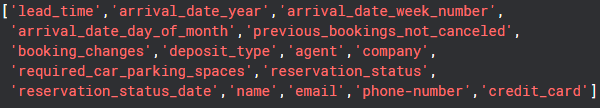 ['lead_time','arrival_date_year','arrival_date_week_number',
'arrival_date_day_of_month','previous_bookings_not_canceled',
'booking_changes','deposit_type','agent','company',
'required_car_parking_spaces','reservation_status',
'reservation_status_date','name','email','phone-number','credit_card']